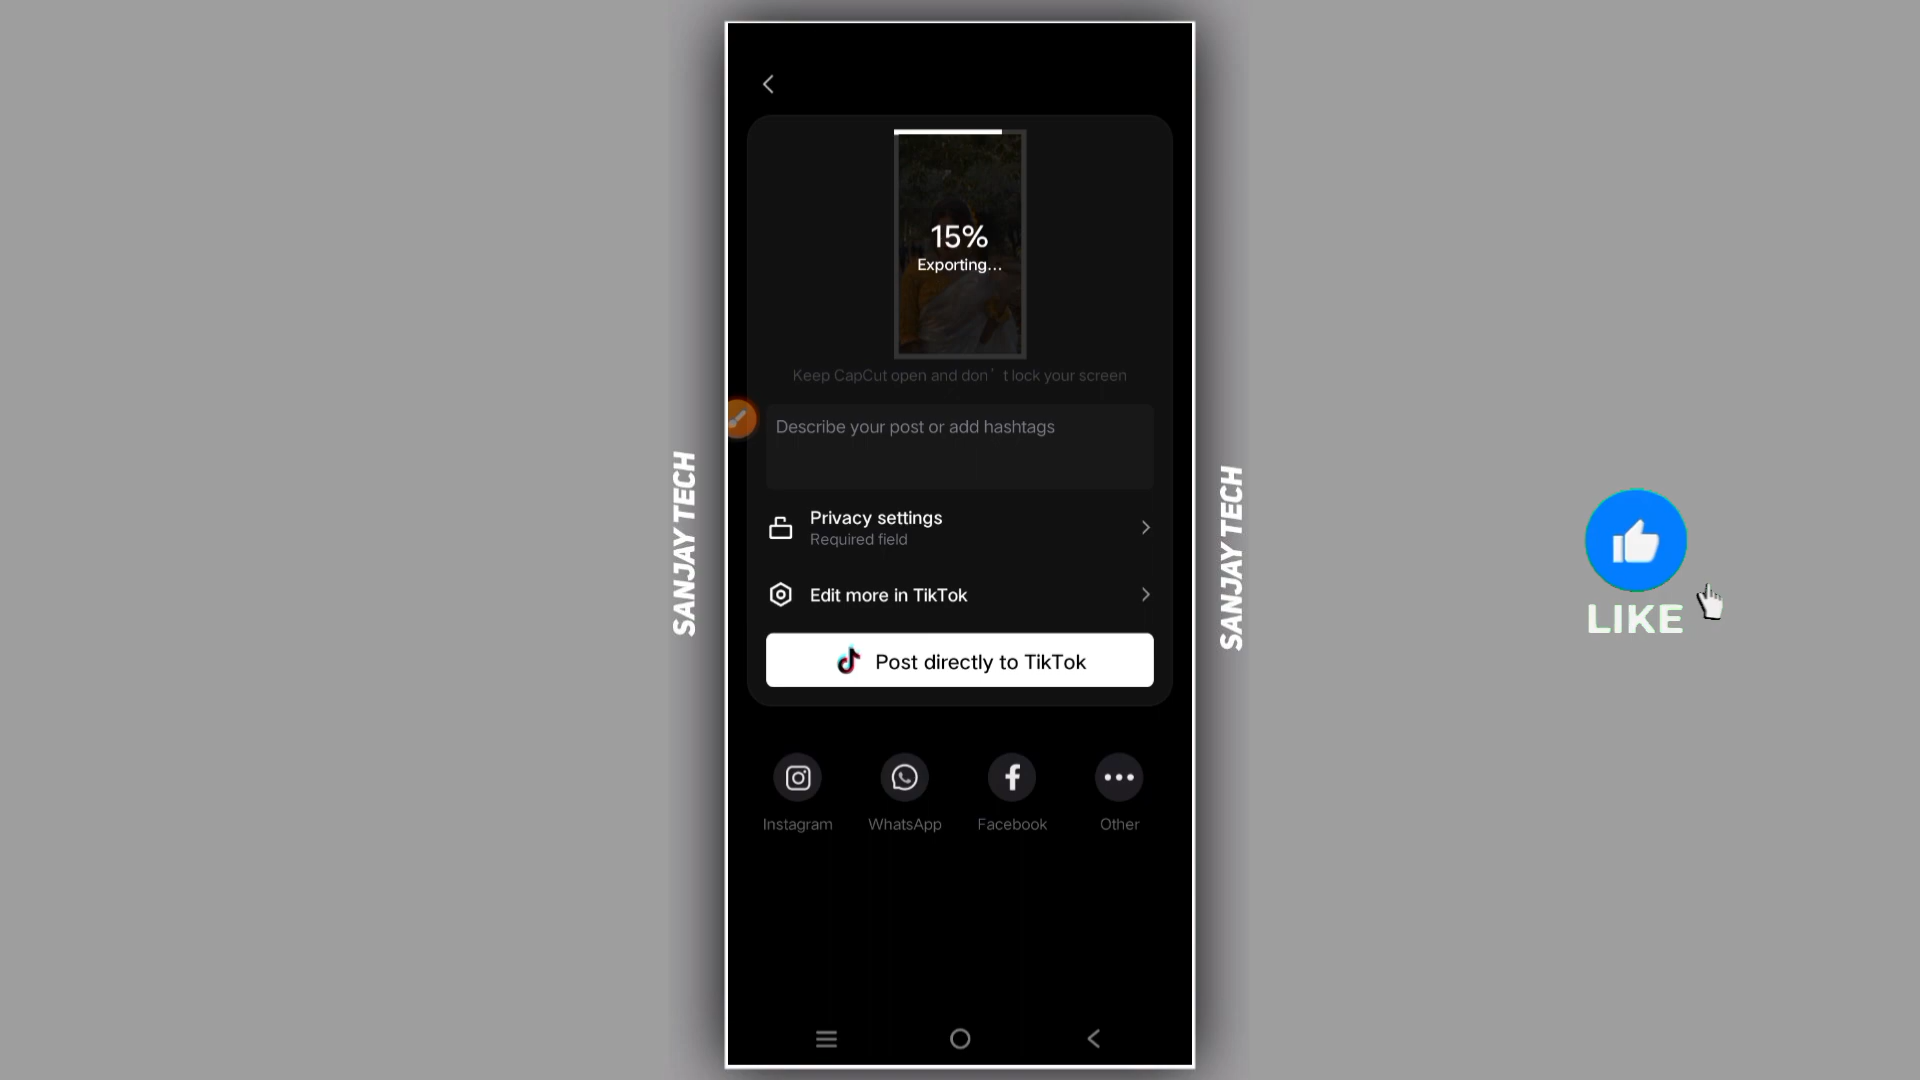 15%
Exporting...
Keep CapCut open and don't lock your screen
Describe your post or add hashtags
Privacy settings
Required field
Edit more in TikTok
Post directly to TikTok
Instagram
WhatsApp
Facebook
Other
SANJAY TECH
SANJAY TECH
LIKE